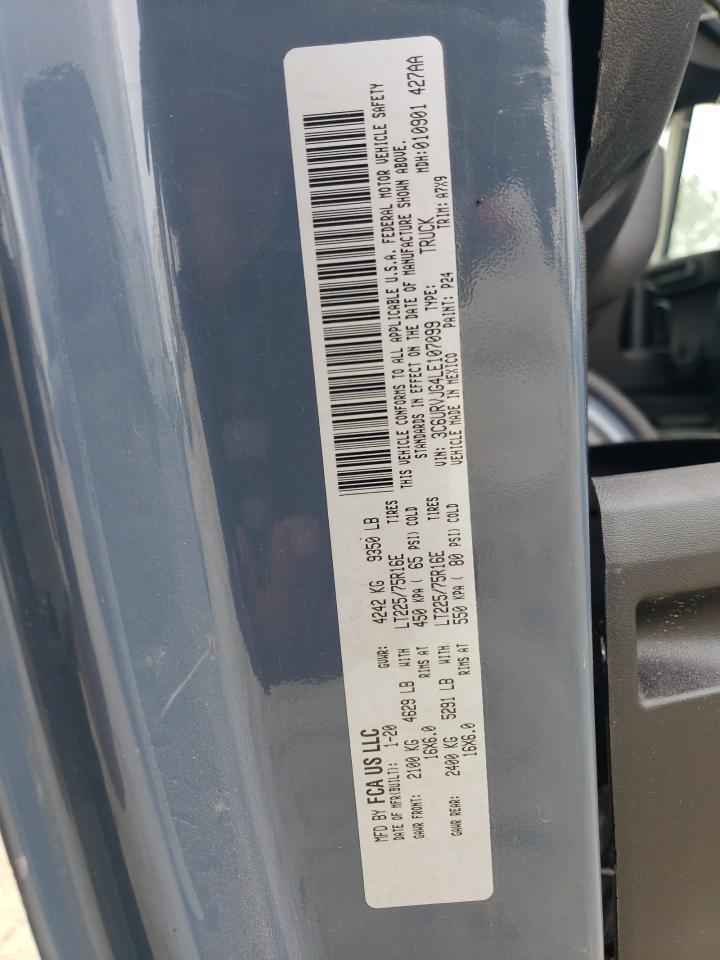 MFD BY FCA US LLC
DATE OF MFR(BUILT): 1-20 GVWR: 4242 KG 9350 LB
GAWR FRONT: 2100 KG 4629 LB WITH LT225/75R16E TIRES
16X6.0 RIMS AT 450 KPA ( 65 PSI) COLD
GAWR REAR: 2400 KG 5291 LB WITH LT225/75R16E TIRES
16X6.0 RIMS AT 550 KPA ( 80 PSI) COLD
THIS VEHICLE CONFORMS TO ALL APPLICABLE U.S.A. FEDERAL MOTOR VEHICLE SAFETY
STANDARDS IN EFFECT ON THE DATE OF MANUFACTURE SHOWN ABOVE.
VIN: 3C6URVJG4LE107099 TYPE: TRUCK MDH:010901 427AA
VEHICLE MADE IN MEXICO PAINT: P24 TRIM: A7X9